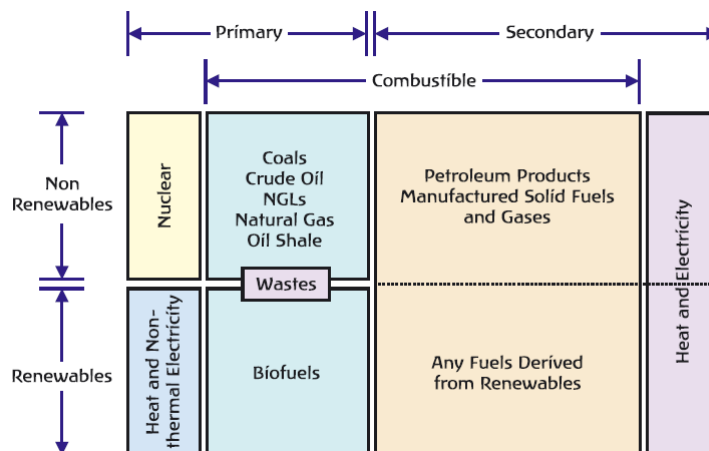 Primary
Secondary
Combustible
Non
Renewables
Nuclear
Coals
Crude Oil
NGLs
Natural Gas
Oil Shale
Petroleum Products
Manufactured Solid Fuels
and Gases
Heat and Electricity
Wastes
Renewables
Heat and Non-
thermal Electricity
Biofuels
Any Fuels Derived
from Renewables